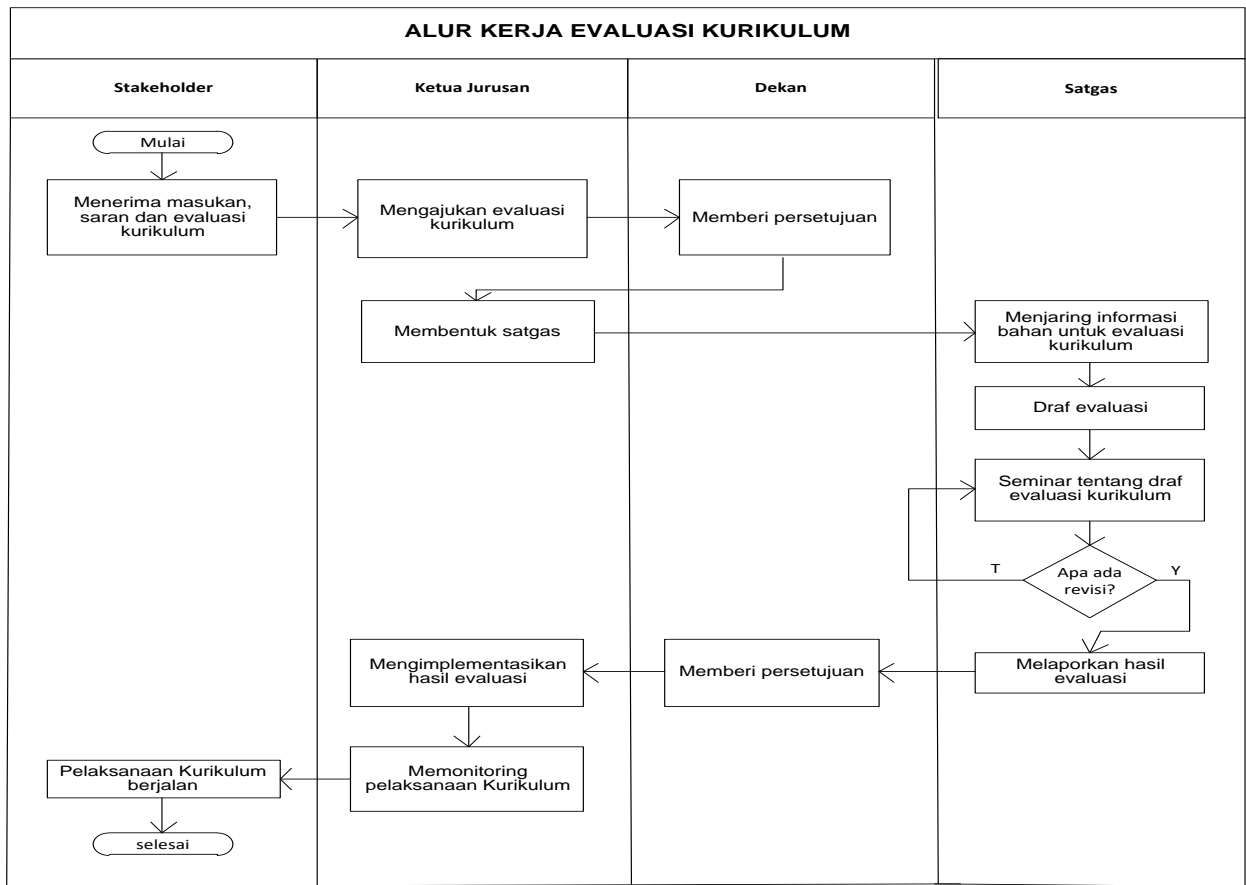 ALUR KERJA EVALUASI KURIKULUM
Stakeholder
Ketua Jurusan
Dekan
Satgas
Mulai
Menerima masukan,
saran dan evaluasi
kurikulum
Mengajukan evaluasi
kurikulum
Memberi persetujuan
Membentuk satgas
Menjaring informasi
bahan untuk evaluasi
kurikulum
Draf evaluasi
Seminar tentang draf
evaluasi kurikulum
T
Apa ada
revisi?
Y
Mengimplementasikan
hasil evaluasi
Memberi persetujuan
Melaporkan hasil
evaluasi
Pelaksanaan Kurikulum
berjalan
Memonitoring
pelaksanaan Kurikulum
selesai